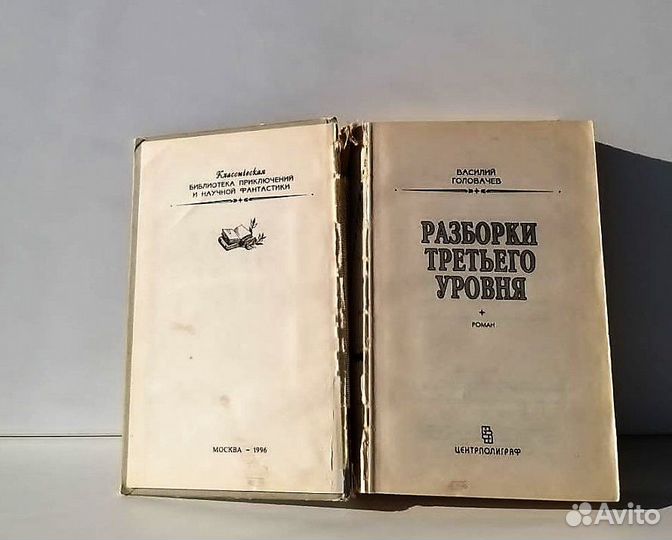 Классическая
БИБЛИОТЕКА ПРИКЛЮЧЕНИЙ
И НАУЧНОЙ ФАНТАСТИКИ
МОСКВА – 1996
ВАСИЛИЙ
ГОЛОВАЧЕВ
РАЗБОРКИ
ТРЕТЬЕГО
УРОВНЯ
РОМАН
ЦЕНТРПОЛИГРАФ
Avito